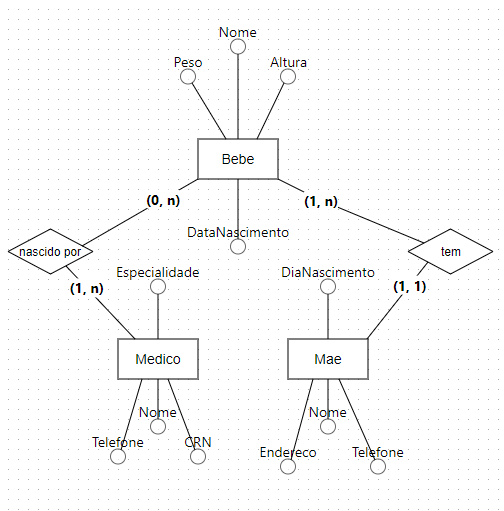 Nome
Peso
Altura
Bebe
(0, n)
(1, n)
DataNascimento
nascido por
tem
Especialidade
DiaNascimento
(1, n)
(1, 1)
Medico
Mae
Nome
Nome
Telefone
CRN
Endereco
Telefone